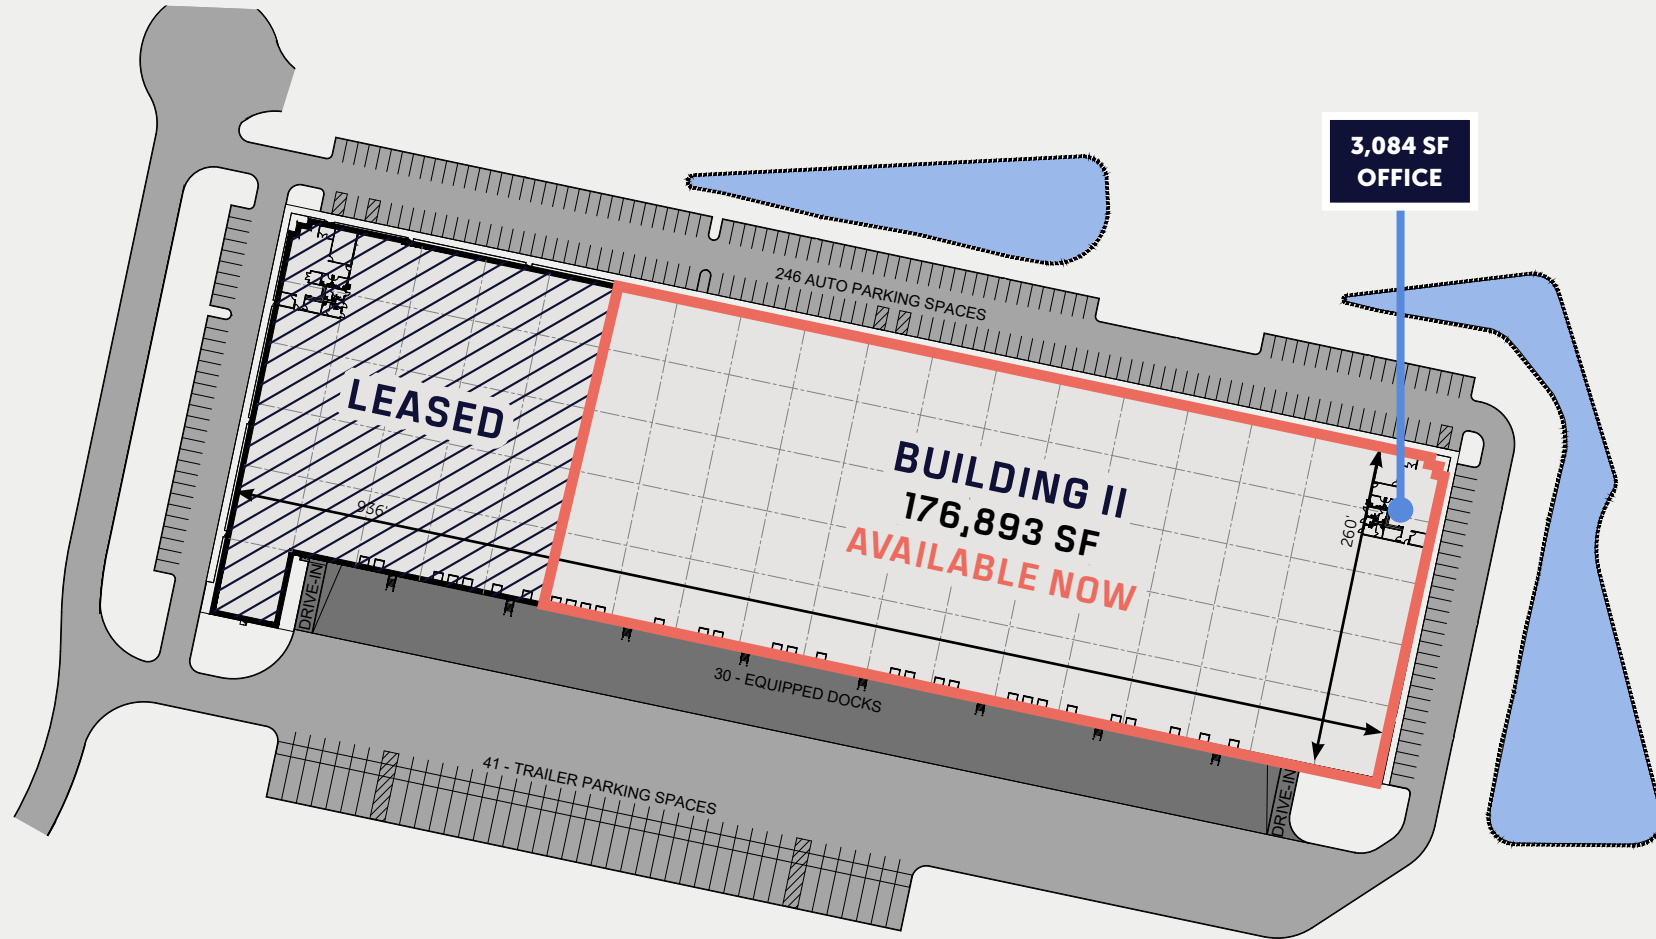 3,084 SF
OFFICE
246 AUTO PARKING SPACES
LEASED
BUILDING II
176,893 SF
AVAILABLE NOW
936'
260'
DRIVE-IN
30 - EQUIPPED DOCKS
41 - TRAILER PARKING SPACES
DRIVE-IN